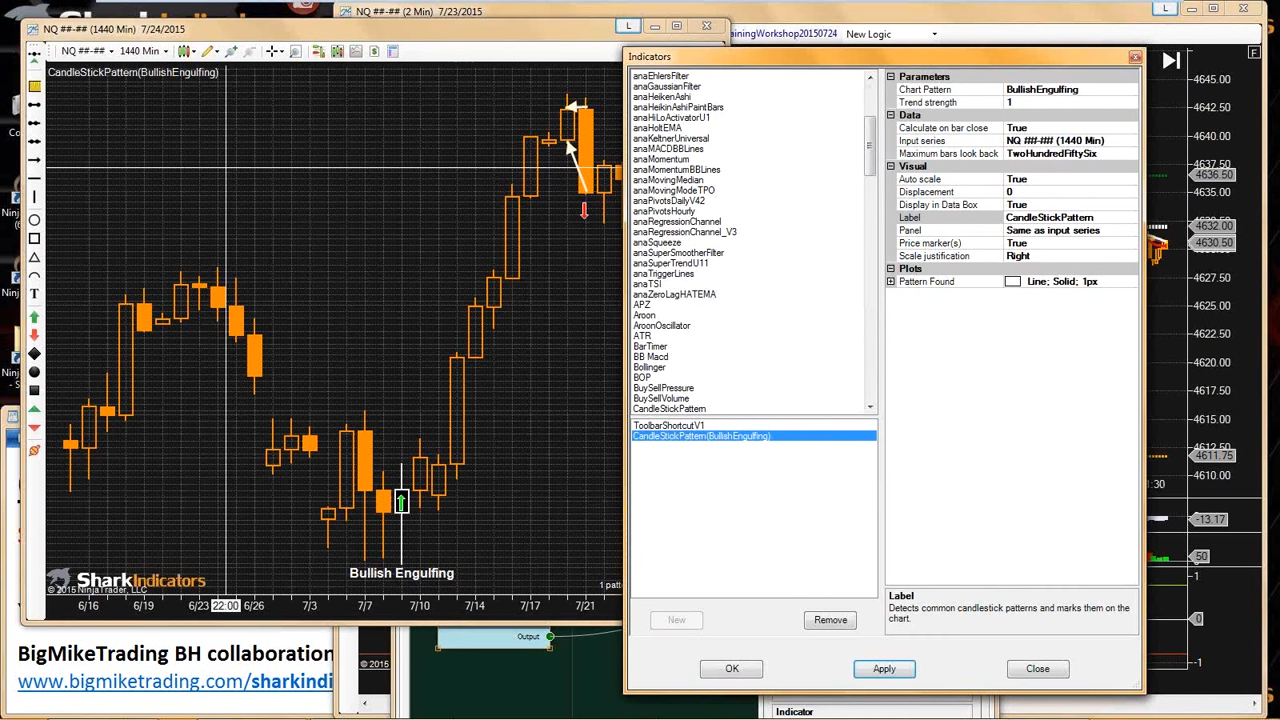 NQ ##-## (2 Min) 7/23/2015
L
NQ ##-## (1440 Min) 7/24/2015
L
NQ ##-##
1440 Min
CandleStickPattern(BullishEngulfing)
T
Bullish Engulfing
SharkIndicators
© 2015 NinjaTrader, LLC
1 patt
6/16
6/19
6/23
22:00
6/26
7/3
7/7
7/10
7/14
7/17
7/21
ainingWorkshop20150724
New Logic
Indicators
anaEhlersFilter
anaGaussianFilter
anaHeikenAshi
anaHeikinAshiPaintBars
anaHiLoActivatorU1
anaHoltEMA
anaKeltnerUniversal
anaMACDBBLines
anaMomentum
anaMomentumBBLines
anaMovingMedian
anaMovingModeTPO
anaPivotsDailyV42
anaPivotsHourly
anaRegressionChannel
anaRegressionChannel_V3
anaSqueeze
anaSuperSmootherFilter
anaSuperTrendU11
anaTriggerLines
anaTSI
anaZeroLagHATEMA
APZ
Aroon
AroonOscillator
ATR
BarTimer
BB Macd
Bollinger
BOP
BuySellPressure
BuySellVolume
CandleStickPattern
ToolbarShortcutV1
CandleStickPattern(BullishEngulfing)
New
Remove
Parameters
Chart Pattern BullishEngulfing
Trend strength 1
Data
Calculate on bar close True
Input series NQ ##-## (1440 Min)
Maximum bars look back TwoHundredFiftySix
Visual
Auto scale True
Displacement 0
Display in Data Box True
Label CandleStickPattern
Panel Same as input series
Price marker(s) True
Scale justification Right
Plots
Pattern Found Line; Solid; 1px
Label
Detects common candlestick patterns and marks them on the
chart.
OK
Apply
Close
F
4645.00
4642.50
4640.00
4637.50
4636.50
4635.00
4632.00
4630.50
4627.50
4625.00
4622.50
4620.00
4617.50
4615.00
4611.75
4610.00
:30
-13.17
50
1
0
-1
Output
© 2015
Indicator
BigMikeTrading BH collaboration
www.bigmiketrading.com/sharkindi